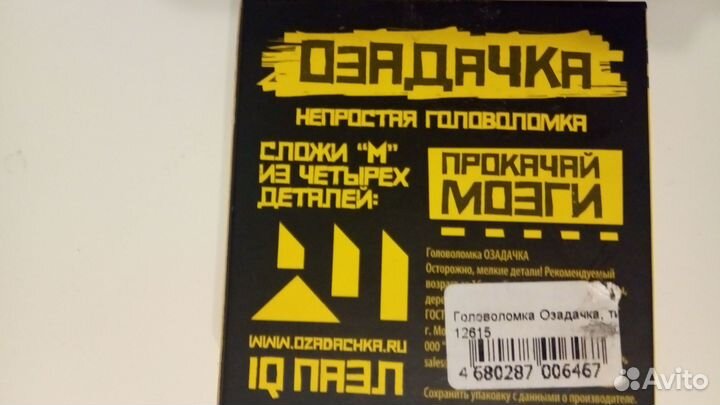 ОЗАДАЧКА
НЕПРОСТАЯ ГОЛОВОЛОМКА
СЛОЖИ "М"
ИЗ ЧЕТЫРЕХ
ДЕТАЛЕЙ:
ПРОКАЧАЙ
МОЗГИ
Головоломка ОЗАДАЧКА
Осторожно, мелкие детали! Рекомендуемый
ГОСТ
г.
ООО
Головоломка Озадачка,
12615
4 680287 006467
Сохранить упаковку с данными о производителе.
WWW.OZADACHKA.RU
IQ ПАЗЛ
Avito